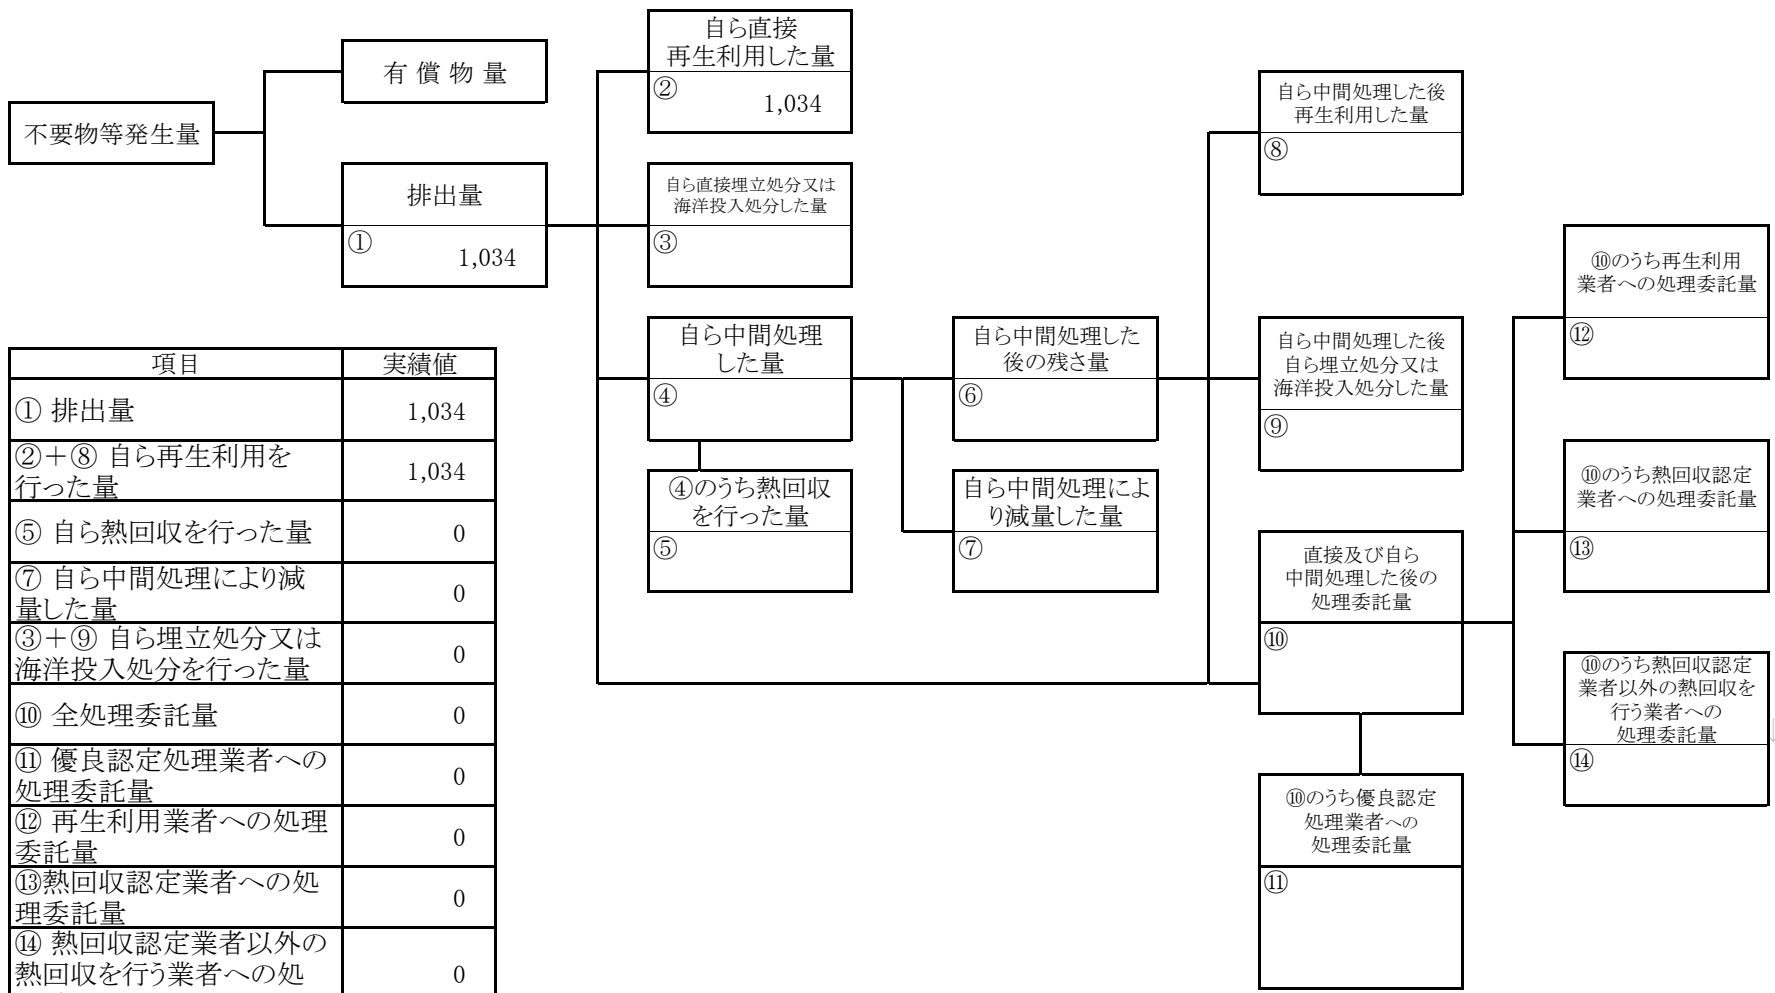 不要物等発生量
有償物量
排出量
①
1,034
自ら直接
再生利用した量
②
1,034
自ら直接埋立処分又は
海洋投入処分した量
③
自ら中間処理
した量
④
④のうち熱回収
を行った量
⑤
自ら中間処理した
後の残さ量
⑥
自ら中間処理によ
り減量した量
⑦
自ら中間処理した後
再生利用した量
⑧
自ら中間処理した後
自ら埋立処分又は
海洋投入処分した量
⑨
直接及び自ら
中間処理した後の
処理委託量
⑩
⑩のうち優良認定
処理業者への
処理委託量
⑪
⑩のうち再生利用
業者への処理委託量
⑫
⑩のうち熱回収認定
業者への処理委託量
⑬
⑩のうち熱回収認定
業者以外の熱回収を
行う業者への
処理委託量
⑭
項目 実績値
① 排出量 1,034
②＋⑧ 自ら再生利用を
行った量 1,034
⑤ 自ら熱回収を行った量 0
⑦ 自ら中間処理により減
量した量 0
③＋⑨ 自ら埋立処分又は
海洋投入処分を行った量 0
⑩ 全処理委託量 0
⑪ 優良認定処理業者への
処理委託量 0
⑫ 再生利用業者への処理
委託量 0
⑬熱回収認定業者への処
理委託量 0
⑭ 熱回収認定業者以外の
熱回収を行う業者への処 0